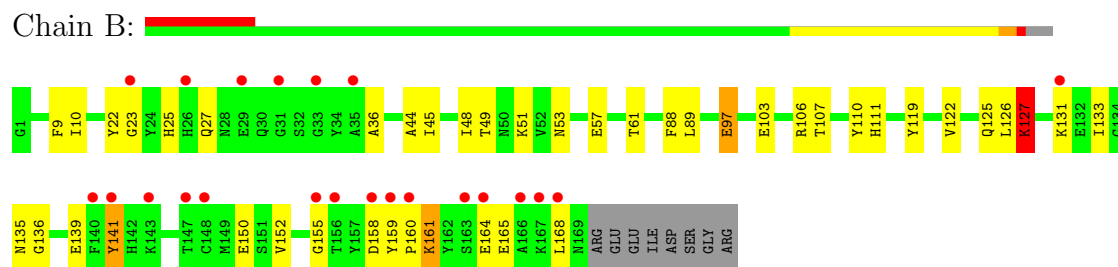 Chain B:
G1 F9 I10 Y22 G23 Y24 H25 H26 Q27 N28 E29 Q30 G31 S32 G33 Y34 A35 A36 A44 I45 I48 T49 N50 K51 V52 N53 E57 T61 F88 L89 E97 E103 R106 T107 Y110 H111 Y119 V122 Q125 L126 K127 K131 E132 I133 G134
N135 G136 E139 F140 Y141 H142 K143 T147 C148 M149 E150 S151 V152 G155 T156 Y157 D158 Y159 P160 K161 Y162 S163 E164 E165 A166 K167 L168 N169 ARG GLU GLU ILE ASP SER GLY ARG